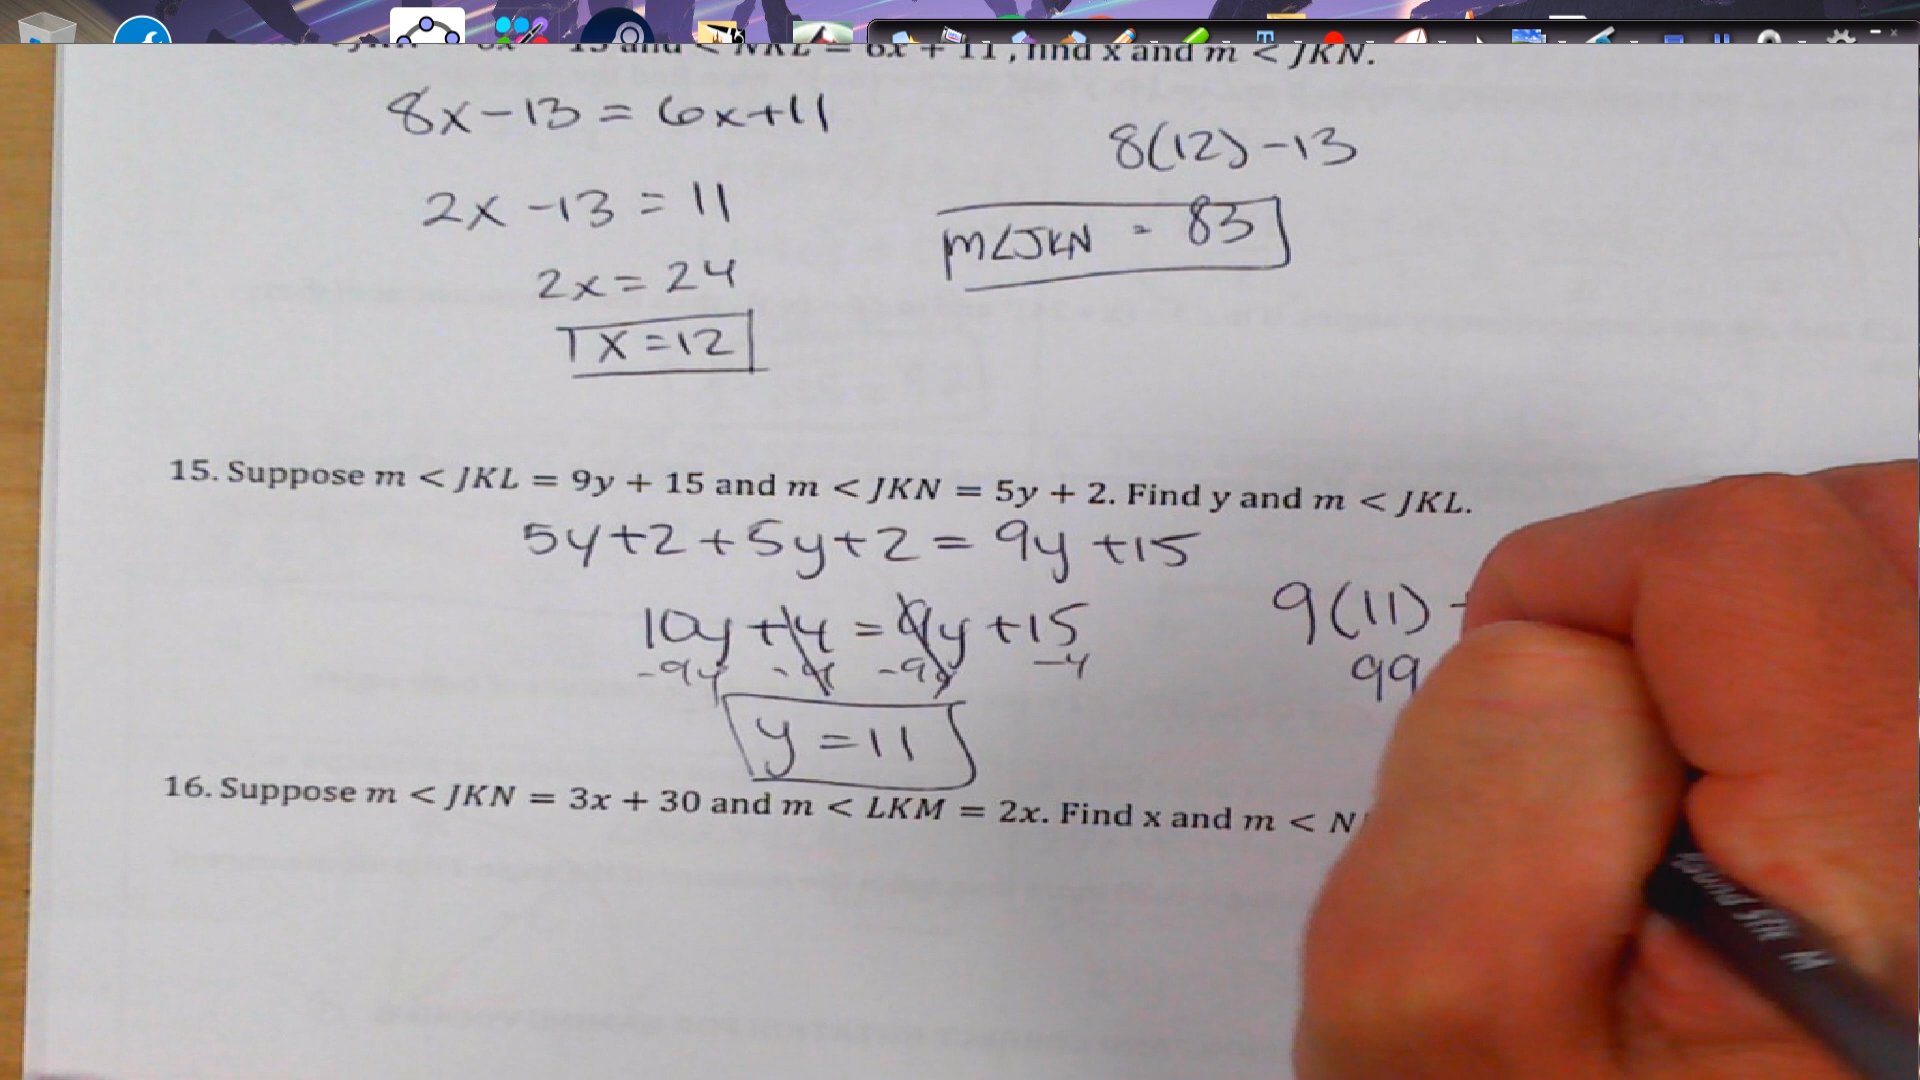 = 6x + 11, find x and m < JKN.
8x-13 = 6x+11
8(12)-13
2x -13 = 11
m∠JKN = 83
2x = 24
x = 12
15. Suppose m < JKL = 9y + 15 and m < JKN = 5y + 2. Find y and m < JKL.
5y+2+5y+2 = 9y +15
10y +4 = 9y +15
9(11)
-9y -4 -9y -4
99
y = 11
16. Suppose m < JKN = 3x + 30 and m < LKM = 2x. Find x and m < N